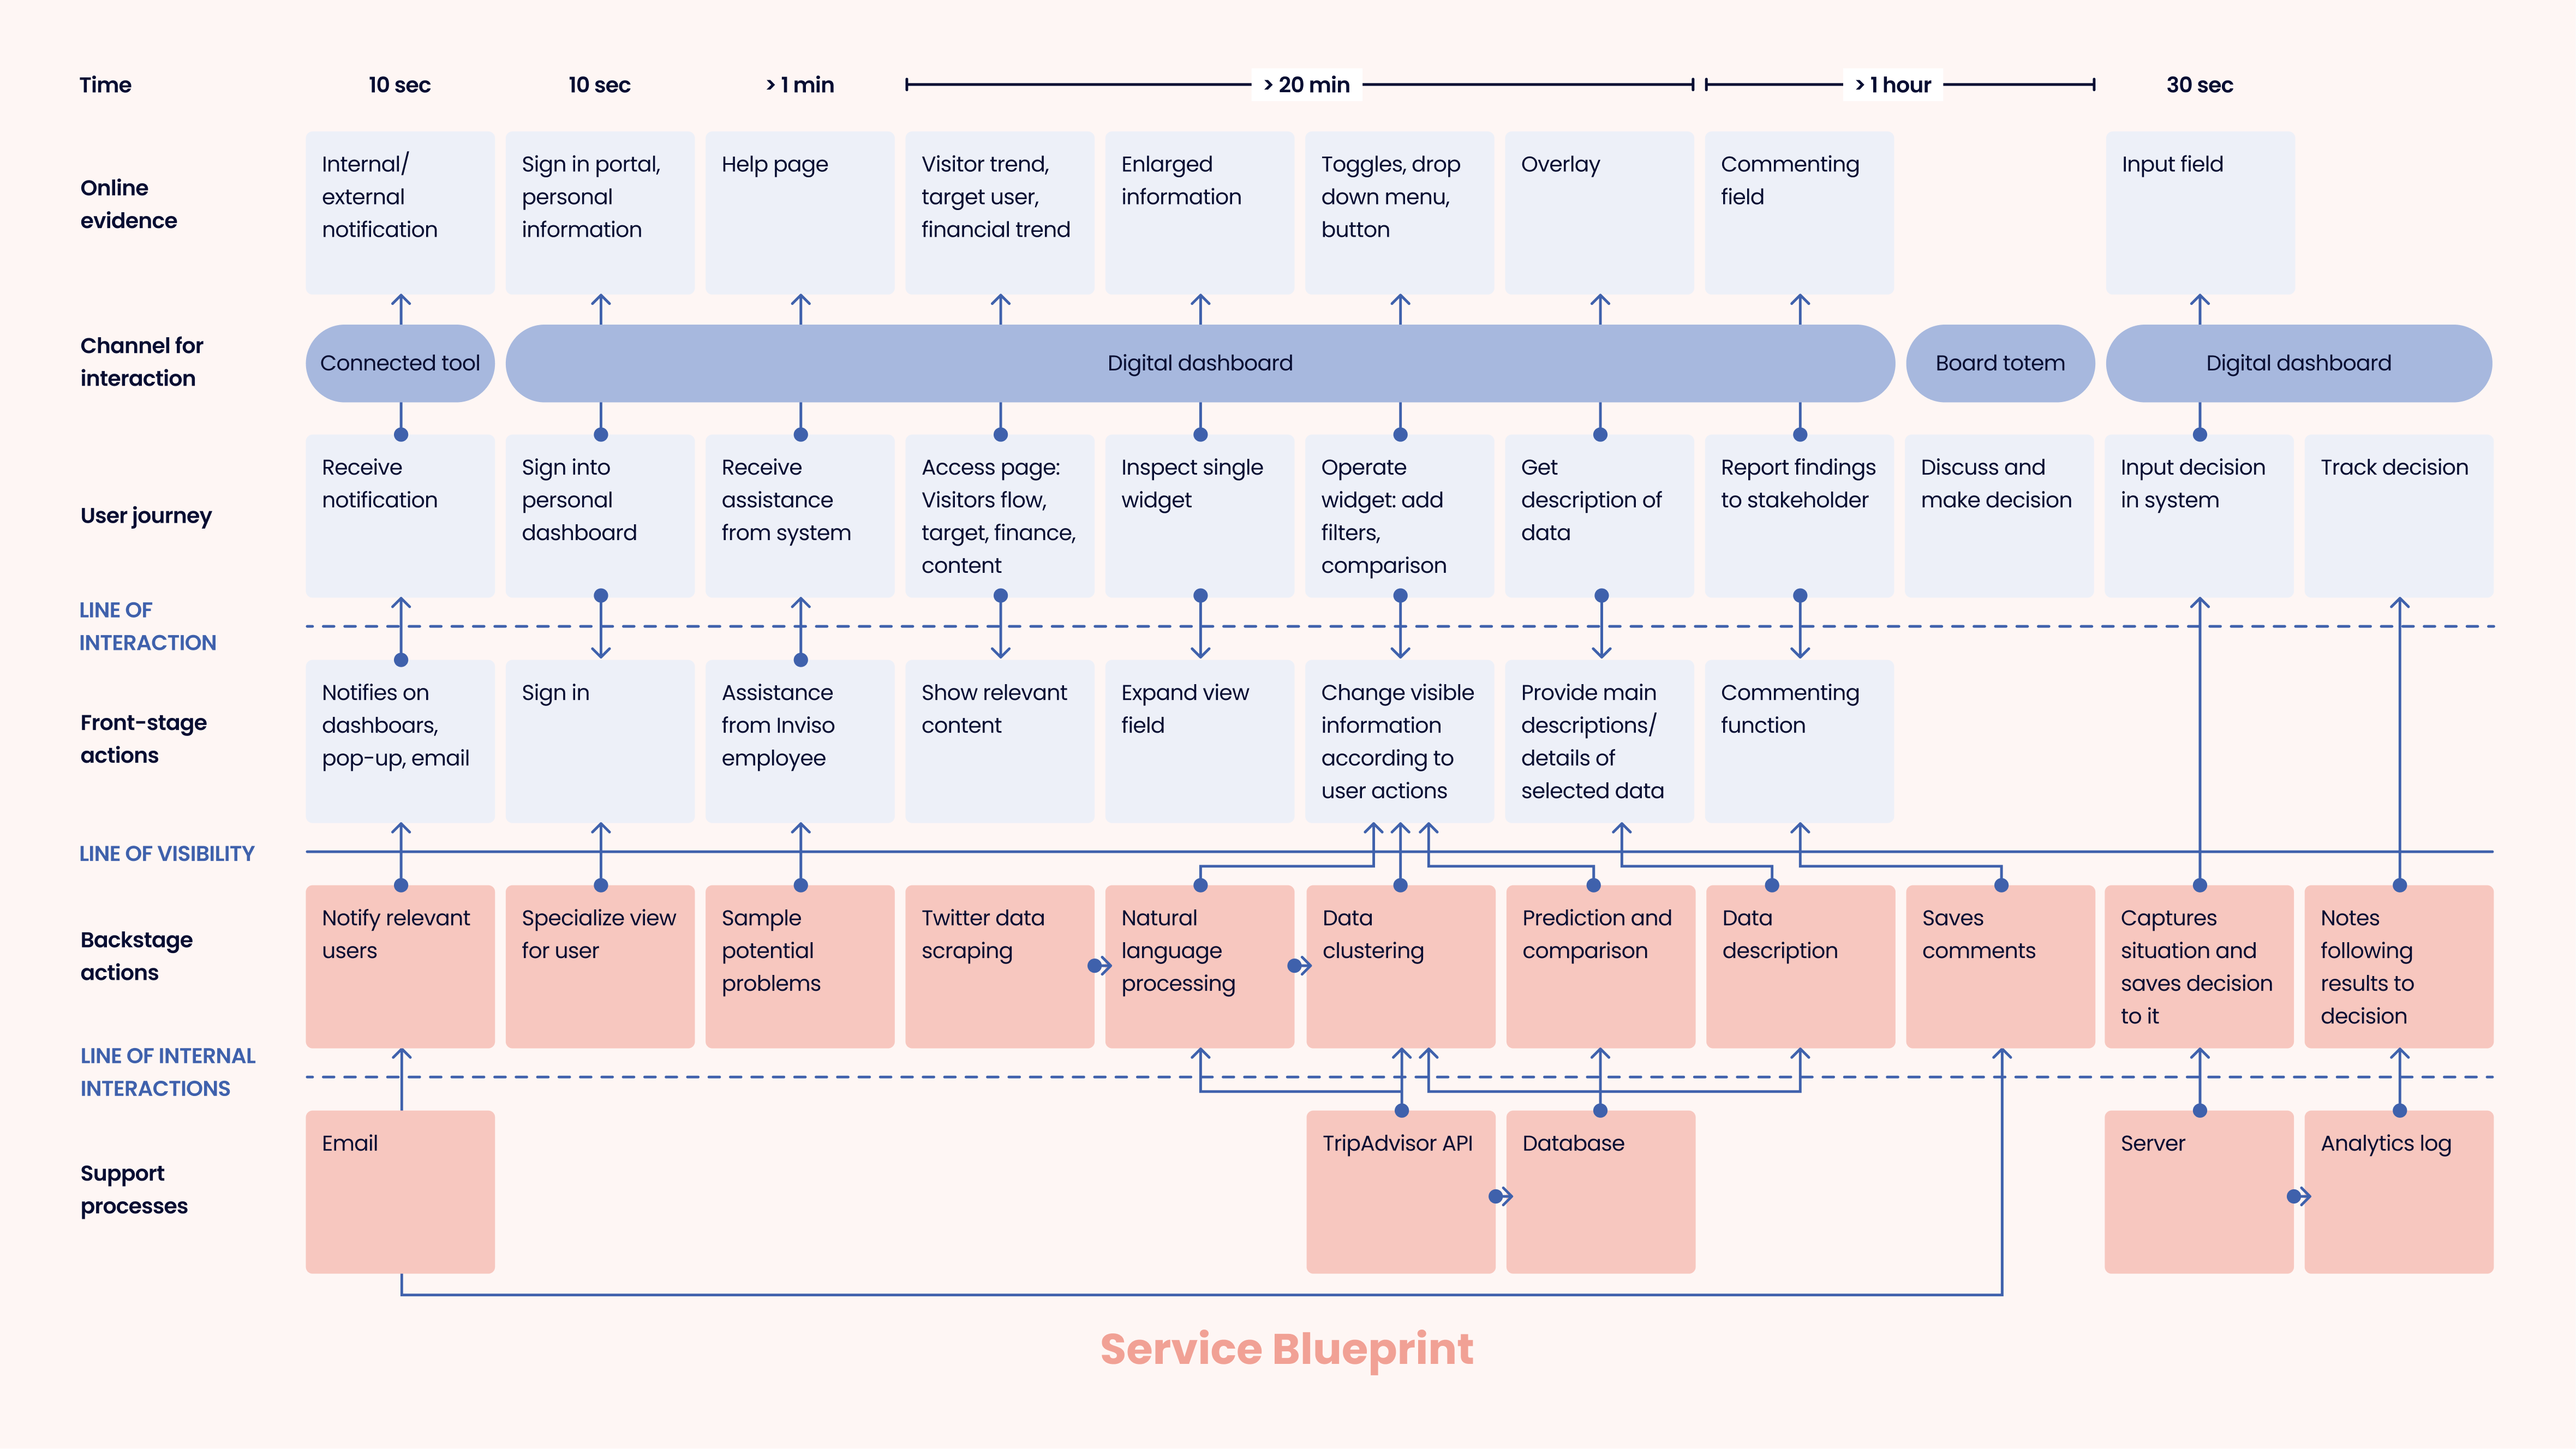 Time
10 sec
10 sec
> 1 min
> 20 min
> 1 hour
30 sec
Online
evidence
Internal/
external
notification
Sign in portal,
personal
information
Help page
Visitor trend,
target user,
financial trend
Enlarged
information
Toggles, drop
down menu,
button
Overlay
Commenting
field
Input field
Channel for
interaction
Connected tool
Digital dashboard
Board totem
Digital dashboard
User journey
Receive
notification
Sign into
personal
dashboard
Receive
assistance
from system
Access page:
Visitors flow,
target, finance,
content
Inspect single
widget
Operate
widget: add
filters,
comparison
Get
description of
data
Report findings
to stakeholder
Discuss and
make decision
Input decision
in system
Track decision
LINE OF
INTERACTION
Front-stage
actions
Notifies on
dashboars,
pop-up, email
Sign in
Assistance
from Inviso
employee
Show relevant
content
Expand view
field
Change visible
information
according to
user actions
Provide main
descriptions/
details of
selected data
Commenting
function
LINE OF VISIBILITY
Backstage
actions
Notify relevant
users
Specialize view
for user
Sample
potential
problems
Twitter data
scraping
Natural
language
processing
Data
clustering
Prediction and
comparison
Data
description
Saves
comments
Captures
situation and
saves decision
to it
Notes
following
results to
decision
LINE OF INTERNAL
INTERACTIONS
Support
processes
Email
TripAdvisor API
Database
Server
Analytics log
Service Blueprint